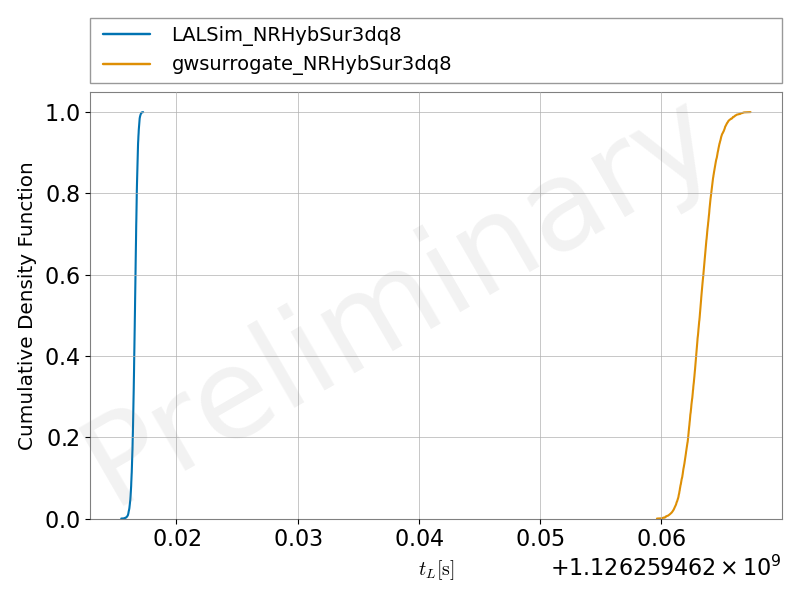 LALSim_NRHybSur3dq8
gwsurrogate_NRHybSur3dq8
Preliminary
Cumulative Density Function
1.0
0.8
0.6
0.4
0.2
0.0
0.02 0.03 0.04 0.05 0.06
t_L[s]
+1.126259462 × 10⁹